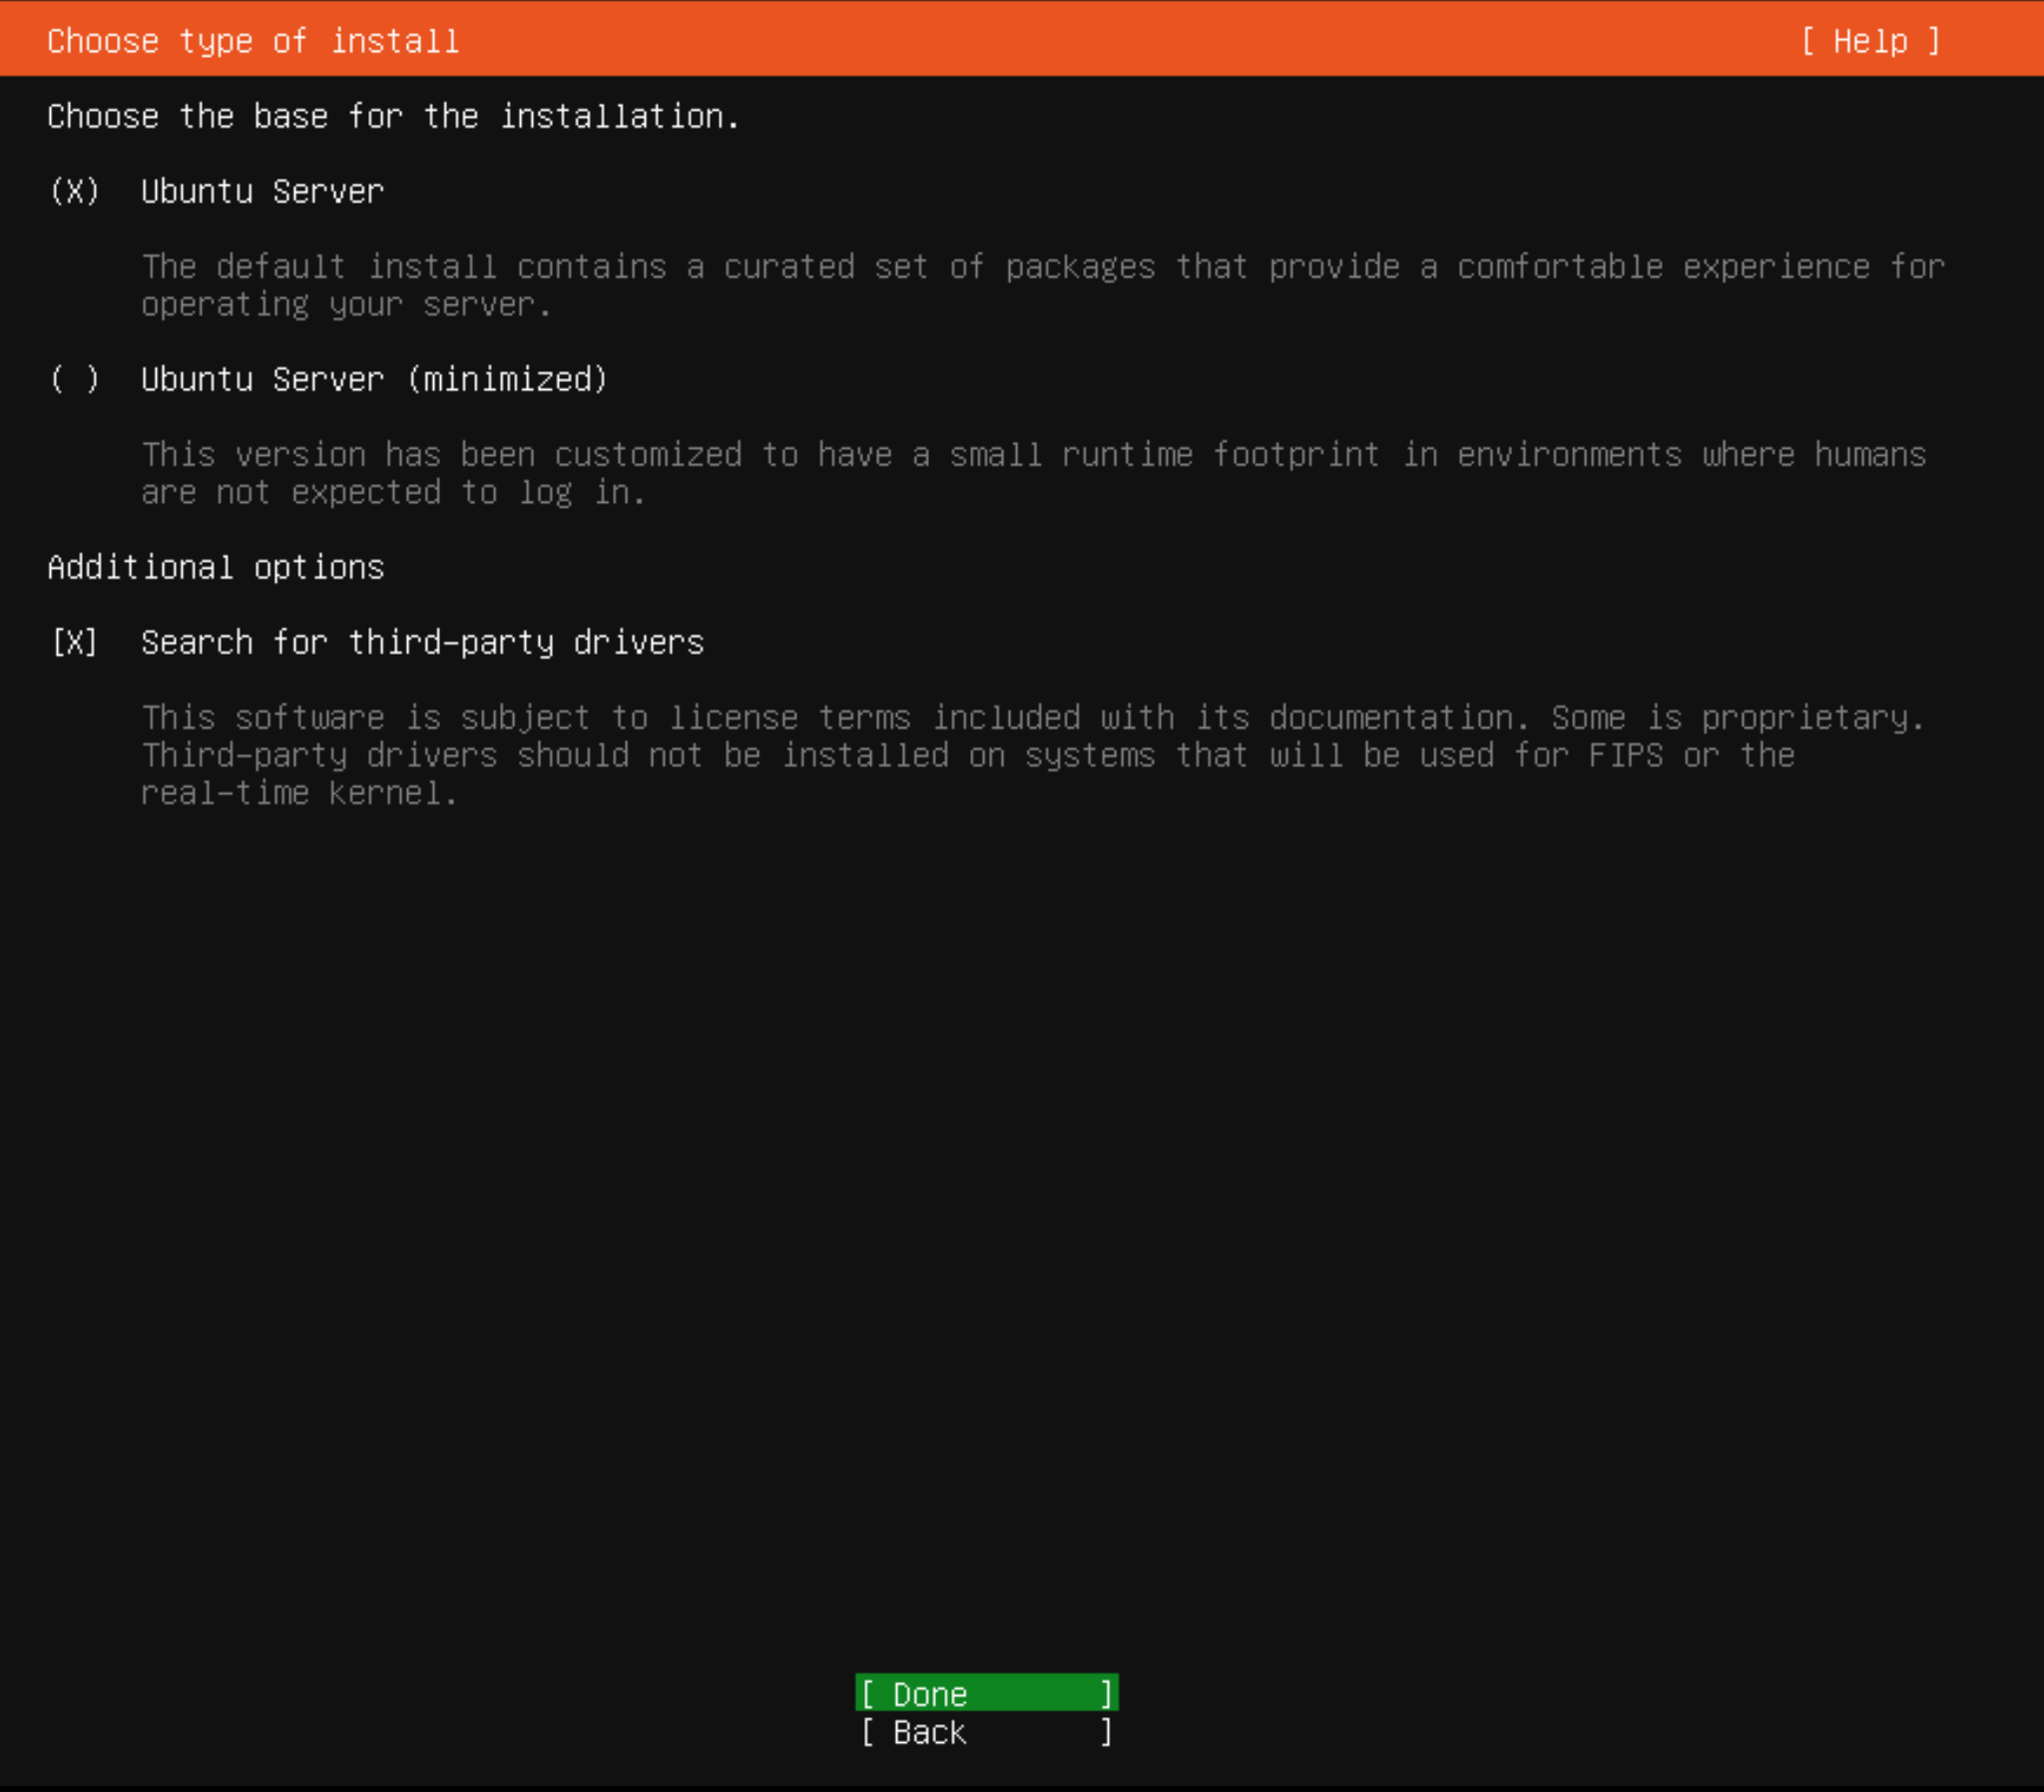 Choose type of install [ Help ]
Choose the base for the installation.
(X) Ubuntu Server
The default install contains a curated set of packages that provide a comfortable experience for
operating your server.
( ) Ubuntu Server (minimized)
This version has been customized to have a small runtime footprint in environments where humans
are not expected to log in.
Additional options
[X] Search for third-party drivers
This software is subject to license terms included with its documentation. Some is proprietary.
Third-party drivers should not be installed on systems that will be used for FIPS or the
real-time kernel.
[ Done ]
[ Back ]